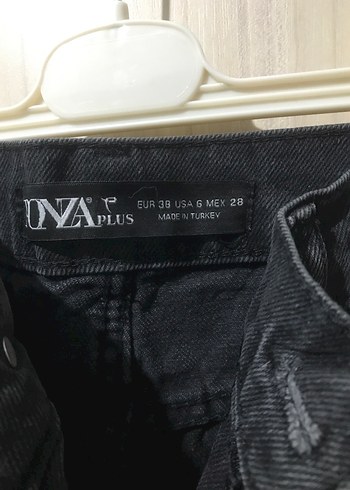 ONZA PLUS
EUR 38 USA 6 MEX 28
MADE IN TURKEY